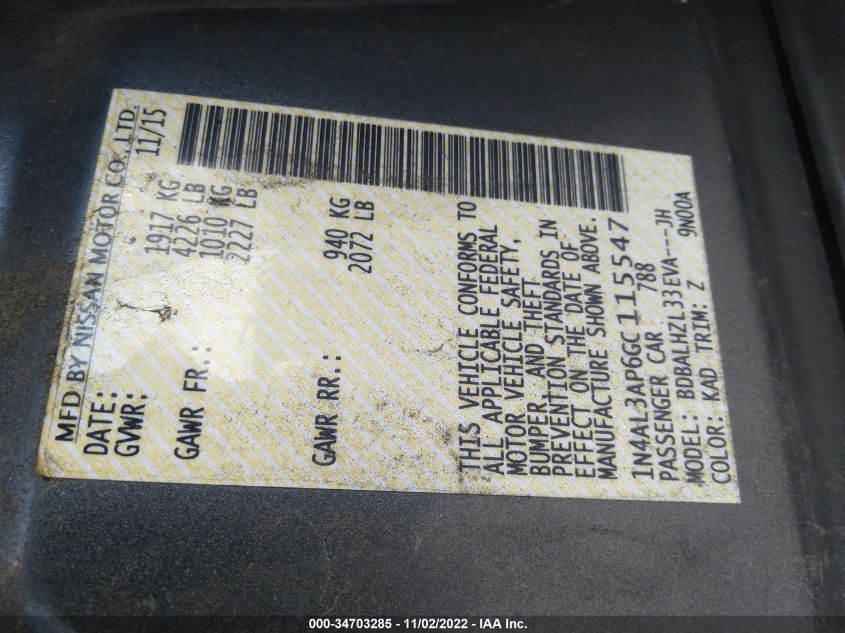 MFD BY NISSAN MOTOR CO.,LTD.
DATE: 11/15
GVWR: 1917 KG
4226 LB
GAWR FR.: 1010 KG
2227 LB
GAWR RR.: 940 KG
2072 LB
THIS VEHICLE CONFORMS TO
ALL APPLICABLE FEDERAL
MOTOR VEHICLE SAFETY,
BUMPER, AND THEFT
PREVENTION STANDARDS IN
EFFECT ON THE DATE OF
MANUFACTURE SHOWN ABOVE.
1N4AL3AP6GC115547
PASSENGER CAR 788
MODEL: BDBALHZL33EVA----JH
COLOR: KAD TRIM: Z 9N00A
000-34703285 - 11/02/2022 - IAA Inc.